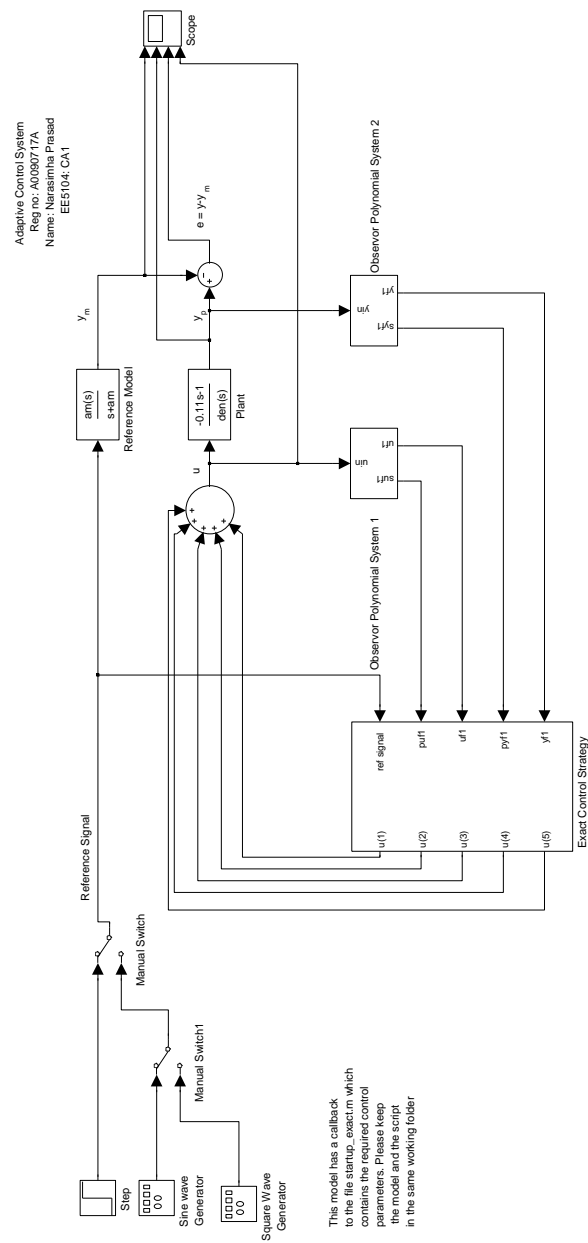 Adaptive Control System
Reg no: A0090717A
Name: Narasimha Prasad
EE5104: CA1
Step
Sine wave
Generator
Square Wave
Generator
Manual Switch1
Manual Switch
Reference Signal
am(s)
s+am
Reference Model
y m
+
+
+
+
+
u
-0.11s-1
den(s)
Plant
y p
+
-
e = y-y m
Scope
Observor Polynomial System 1
uin
suf1
uf1
Observor Polynomial System 2
yin
syf1
yf1
u(1)
u(2)
u(3)
u(4)
u(5)
ref signal
puf1
uf1
pyf1
yf1
Exact Control Strategy
This model has a callback
to the file startup_exact.m which
contains the required control
parameters. Please keep
the model and the script
in the same working folder